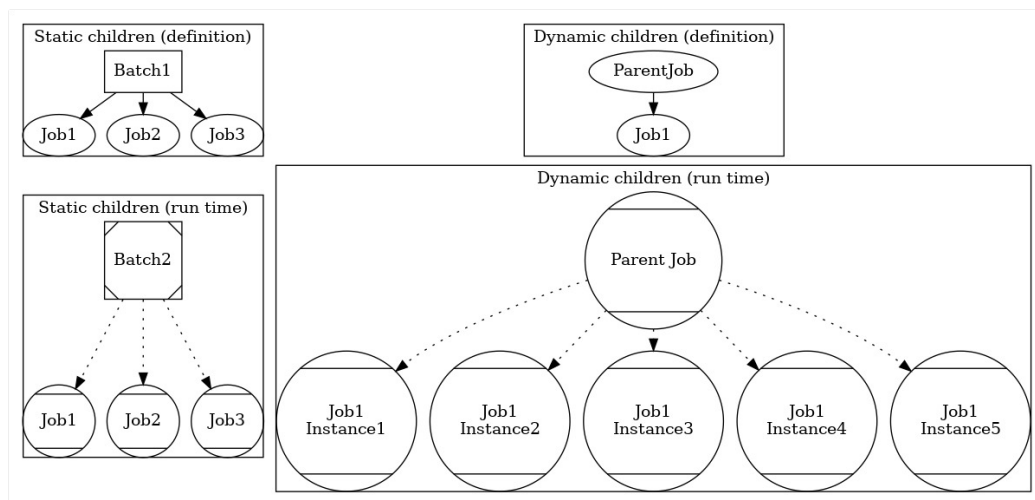 Static children (definition)
Batch1
Job1
Job2
Job3
Dynamic children (definition)
ParentJob
Job1
Static children (run time)
Batch2
Job1
Job2
Job3
Dynamic children (run time)
Parent Job
Job1
Instance1
Job1
Instance2
Job1
Instance3
Job1
Instance4
Job1
Instance5